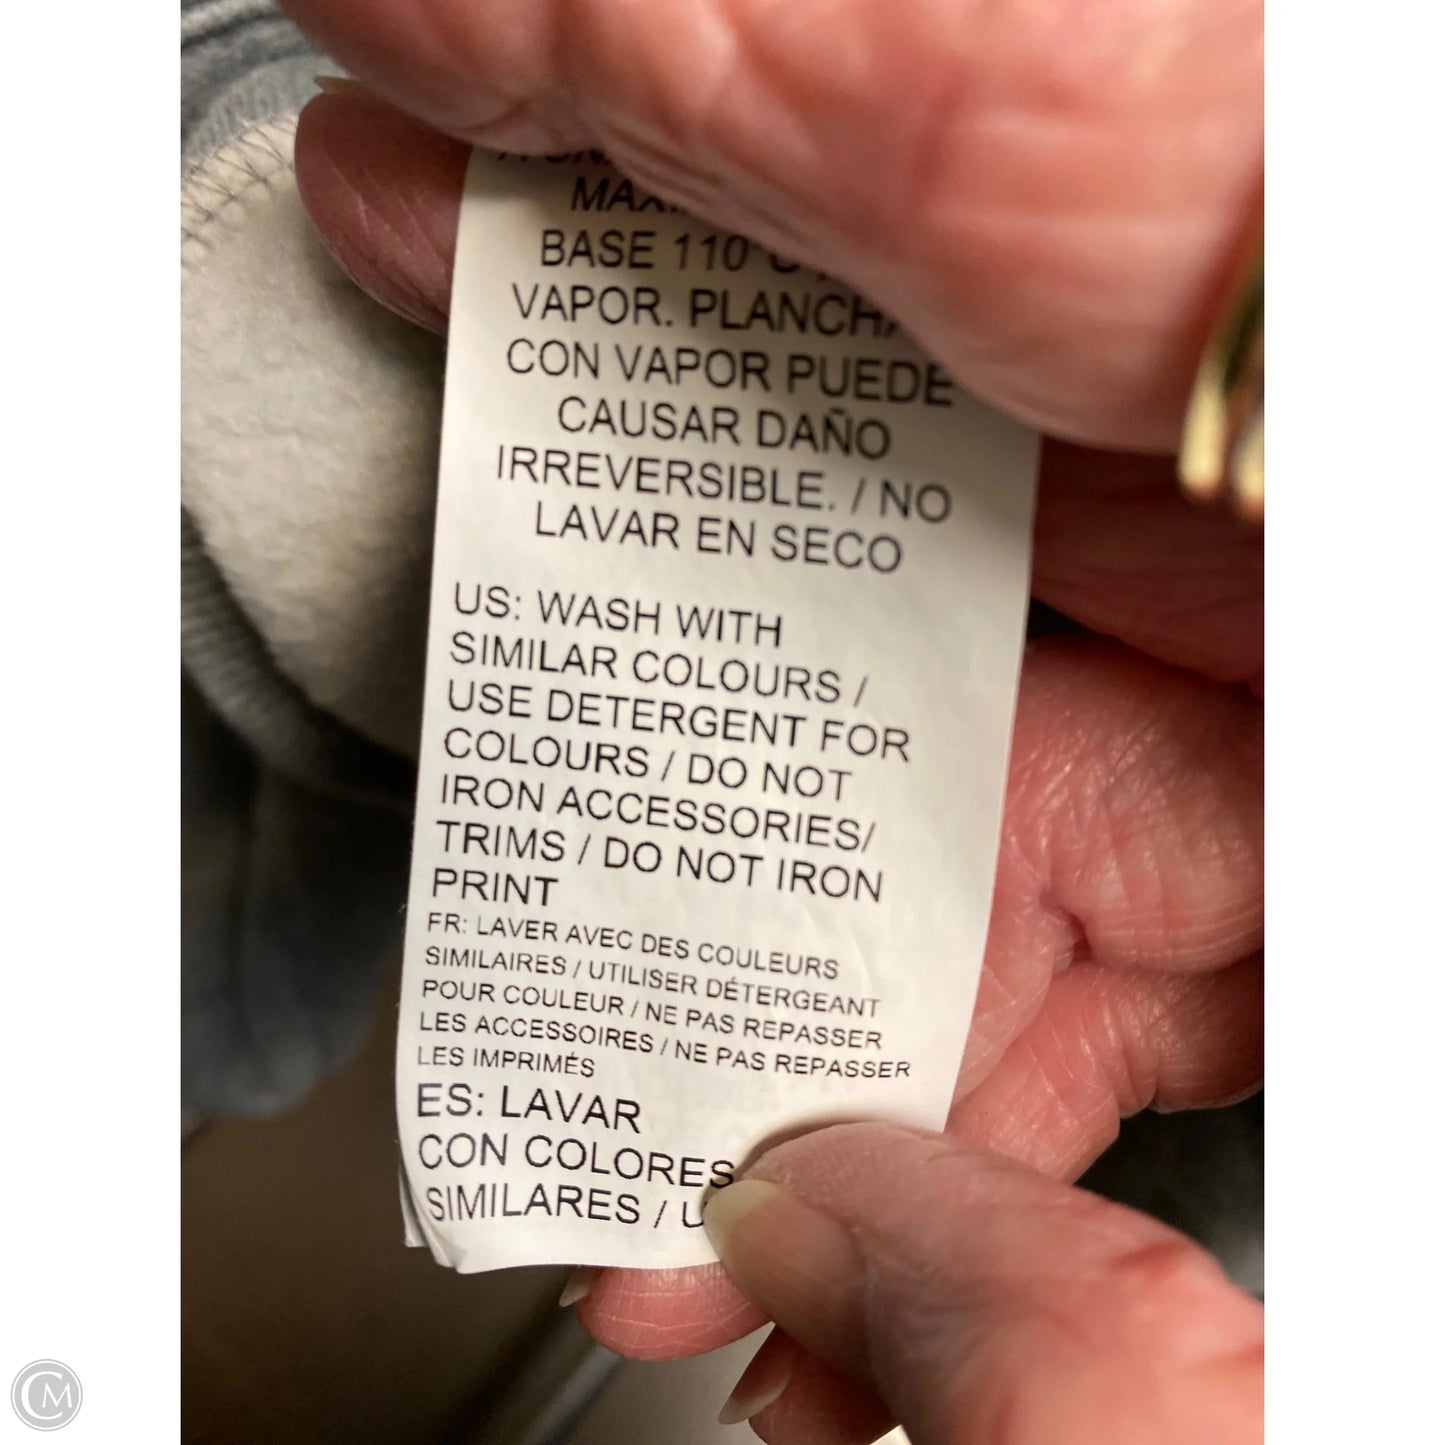 BASE 110
VAPOR.
CON VAPOR PUEDE
CAUSAR DAÑO
IRREVERSIBLE. / NO
LAVAR EN SECO
US: WASH WITH
SIMILAR COLOURS /
USE DETERGENT FOR
COLOURS / DO NOT
IRON ACCESSORIES/
TRIMS / DO NOT IRON
PRINT
FR: LAVER AVEC DES COULEURS
SIMILAIRES / UTILISER DÉTERGEANT
POUR COULEUR / NE PAS REPASSER
LES ACCESSOIRES / NE PAS REPASSER
LES IMPRIMÉS
ES: LAVAR
CON COLORES
SIMILARES /
CM